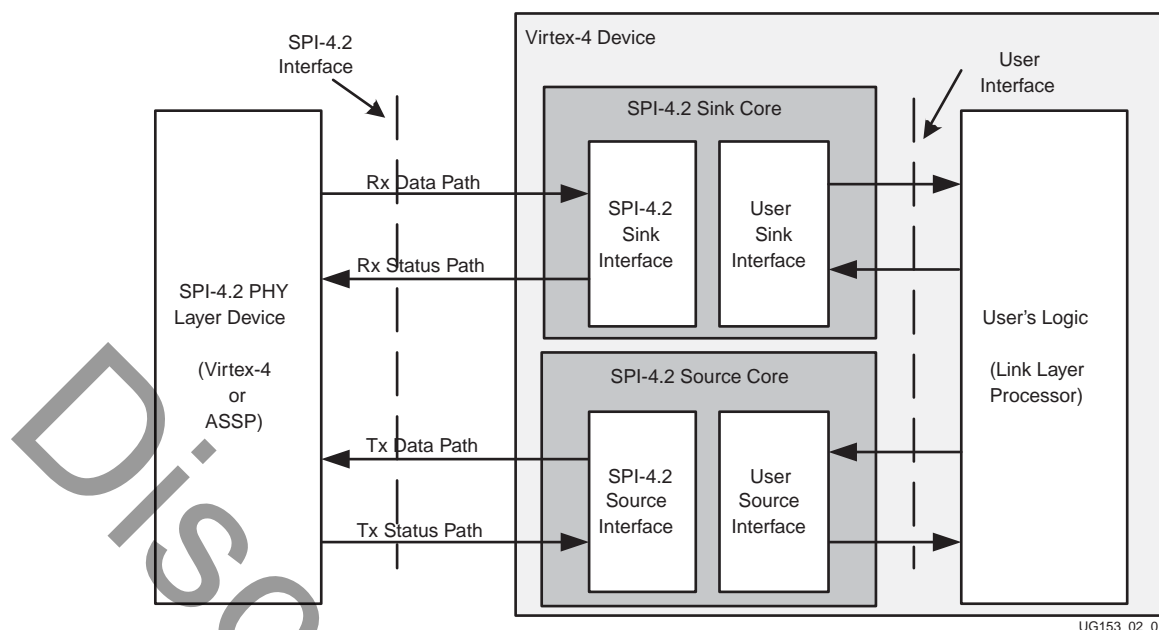 SPI-4.2
Interface
Virtex-4 Device
User
Interface
SPI-4.2 Sink Core
Rx Data Path
Rx Status Path
SPI-4.2
Sink
Interface
User
Sink
Interface
SPI-4.2 PHY
Layer Device
(Virtex-4
or
ASSP)
User's Logic
(Link Layer
Processor)
SPI-4.2 Source Core
Tx Data Path
Tx Status Path
SPI-4.2
Source
Interface
User
Source
Interface